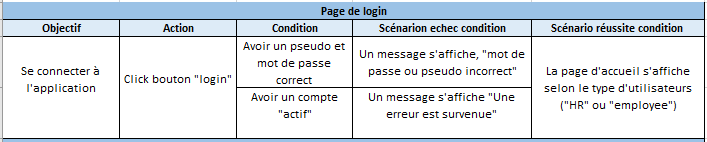 Page de login
Objectif Action Condition Scénarion echec condition Scénario réussite condition
Se connecter à
l'application
Click bouton "login"
Avoir un pseudo et
mot de passe
correct
Un message s'affiche, "mot de
passe ou pseudo incorrect"
Avoir un compte
"actif"
Un message s'affiche "Une
erreur est survenue"
La page d'accueil s'affiche
selon le type d'utilisateurs
("HR" ou "employee")